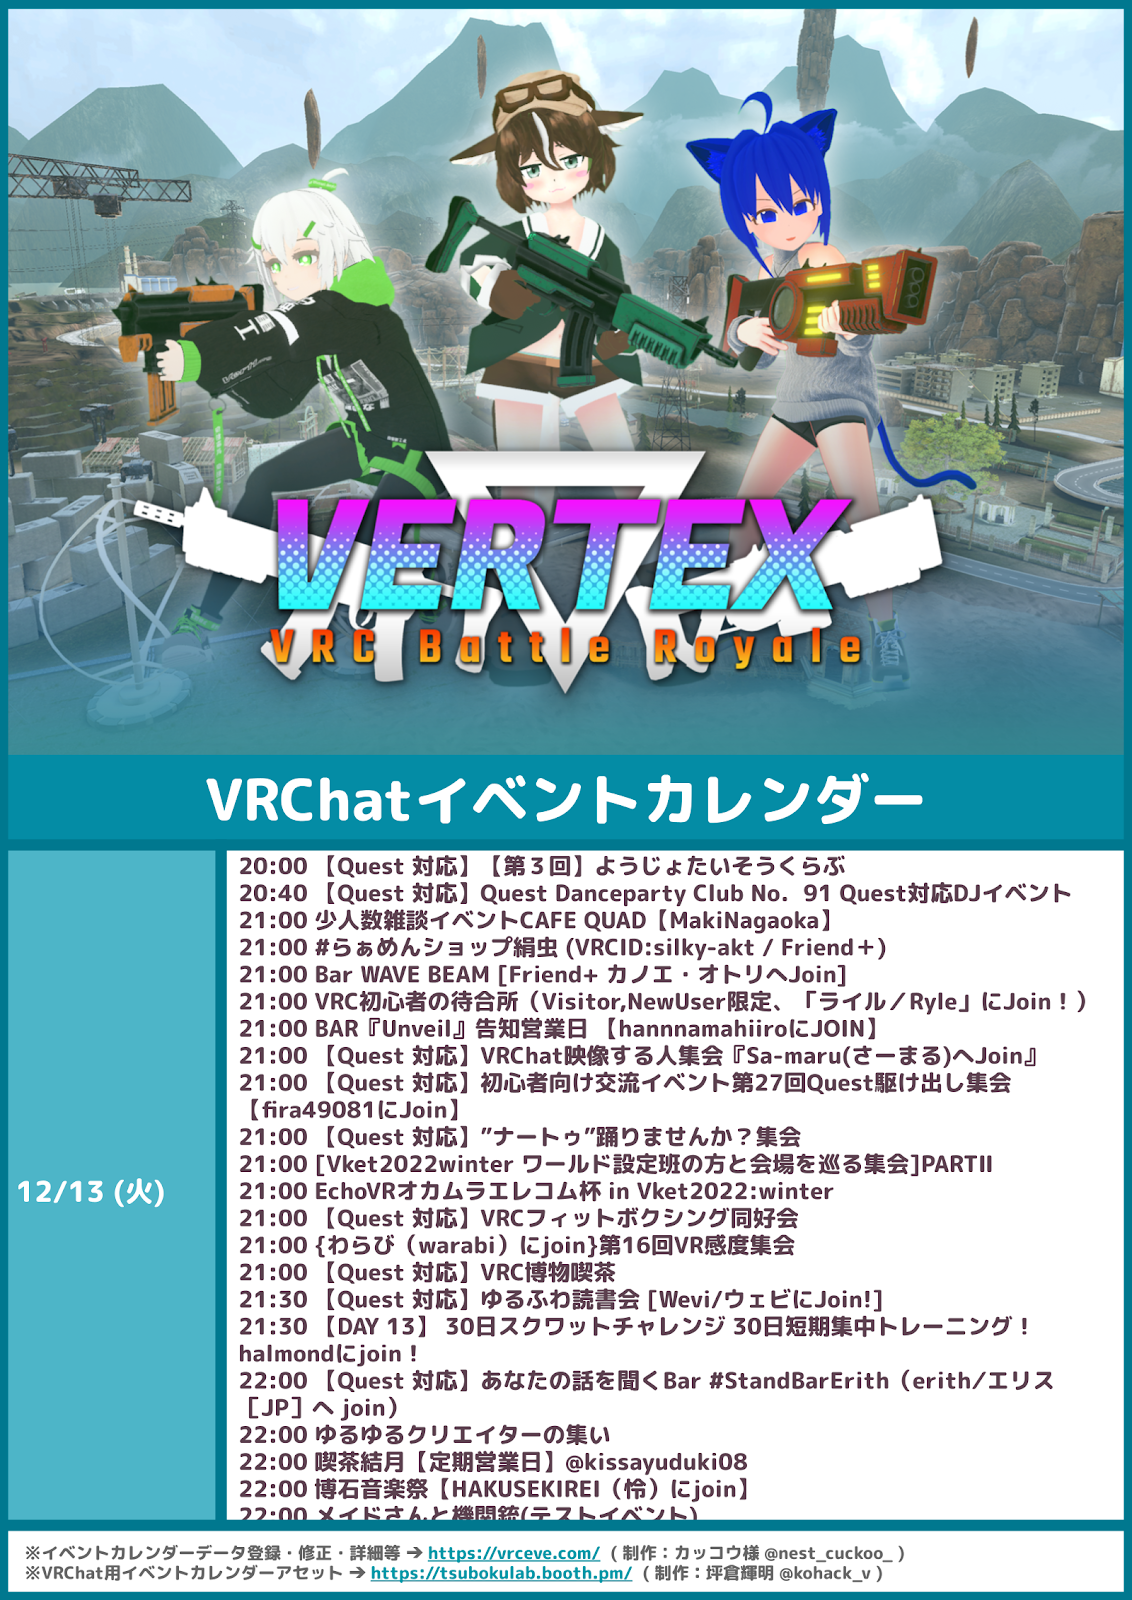 VERTEX
VRC Battle Royale
VRChatイベントカレンダー
12/13 (火)
20:00 【Quest 対応】【第３回】ようじょたいそうくらぶ
20:40 【Quest 対応】Quest Danceparty Club No．91 Quest対応DJイベント
21:00 少人数雑談イベントCAFE QUAD【MakiNagaoka】
21:00 #らぁめんショップ絹虫 (VRCID:silky-akt / Friend＋)
21:00 Bar WAVE BEAM [Friend+ カノエ・オトリへJoin]
21:00 VRC初心者の待合所（Visitor,NewUser限定、「ライル／Ryle」にJoin！）
21:00 BAR『Unveil』告知営業日 【hannnamahiiroにJOIN】
21:00 【Quest 対応】VRChat映像する人集会『Sa-maru(さーまる)へJoin』
21:00 【Quest 対応】初心者向け交流イベント第27回Quest駆け出し集会
【fira49081にJoin】
21:00 【Quest 対応】”ナートゥ”踊りませんか？集会
21:00 [Vket2022winter ワールド設定班の方と会場を巡る集会]PARTII
21:00 EchoVRオカムラエレコム杯 in Vket2022:winter
21:00 【Quest 対応】VRCフィットボクシング同好会
21:00 {わらび（warabi）にjoin}第16回VR感度集会
21:00 【Quest 対応】VRC博物喫茶
21:30 【Quest 対応】ゆるふわ読書会 [Wevi/ウェビにJoin!]
21:30 【DAY 13】 30日スクワットチャレンジ 30日短期集中トレーニング！
halmondにjoin！
22:00 【Quest 対応】あなたの話を聞くBar #StandBarErith（erith/エリス
［JP］へ join）
22:00 ゆるゆるクリエイターの集い
22:00 喫茶結月【定期営業日】@kissayuduki08
22:00 博石音楽祭【HAKUSEKIREI（怜）にjoin】
22:00 メイドさんと機関銃(テストイベント)
※イベントカレンダーデータ登録・修正・詳細等 ➔ https://vrceve.com/ （ 制作：カッコウ様 @nest_cuckoo_ ）
※VRChat用イベントカレンダーアセット ➔ https://tsubokulab.booth.pm/ （ 制作：坪倉輝明 @kohack_v ）